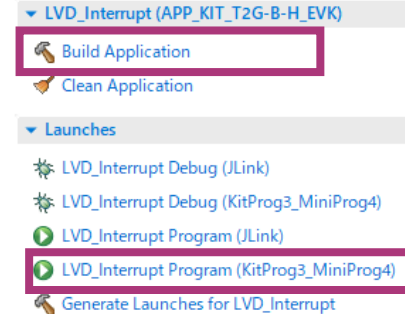 LVD_Interrupt (APP_KIT_T2G-B-H_EVK)
Build Application
Clean Application
Launches
LVD_Interrupt Debug (JLink)
LVD_Interrupt Debug (KitProg3_MiniProg4)
LVD_Interrupt Program (JLink)
LVD_Interrupt Program (KitProg3_MiniProg4)
Generate Launches for LVD_Interrupt